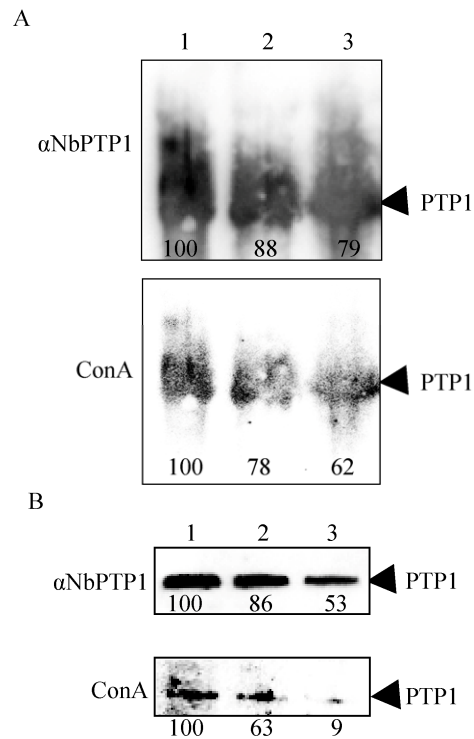 A
1 2 3
αNbPTP1
PTP1
100 88 79
ConA
PTP1
100 78 62
B
1 2 3
αNbPTP1
PTP1
100 86 53
ConA
PTP1
100 63 9